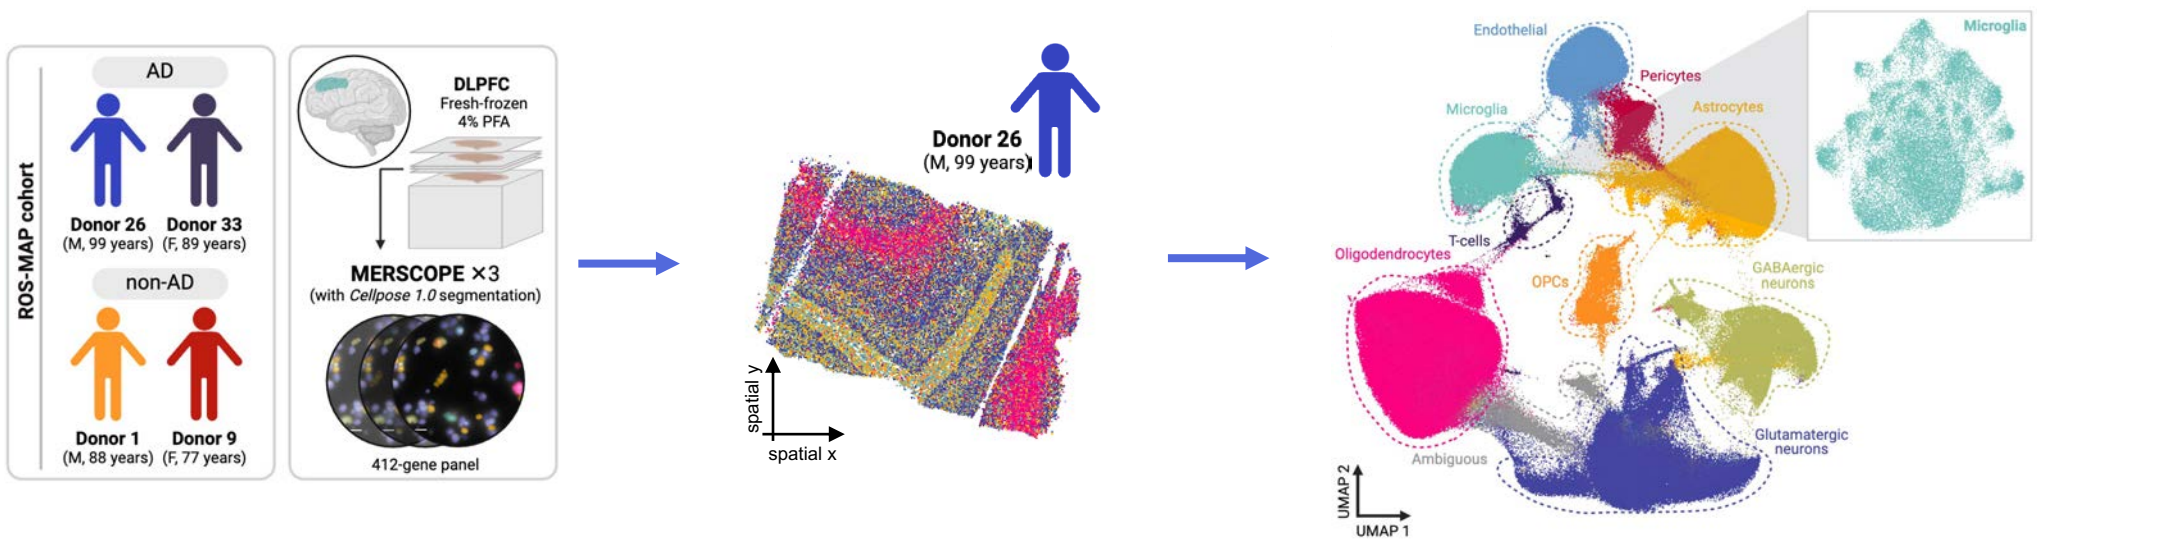 ROS-MAP cohort
AD
Donor 26
(M, 99 years)
Donor 33
(F, 89 years)
non-AD
Donor 1
(M, 88 years)
Donor 9
(F, 77 years)
DLPFC
Fresh-frozen
4% PFA
MERSCOPE ×3
(with Cellpose 1.0 segmentation)
412-gene panel
Donor 26
(M, 99 years)
spatial y
spatial x
Endothelial
Pericytes
Microglia
Astrocytes
T-cells
Oligodendrocytes
OPCs
GABAergic
neurons
Glutamatergic
neurons
Ambiguous
UMAP 2
UMAP 1
Microglia